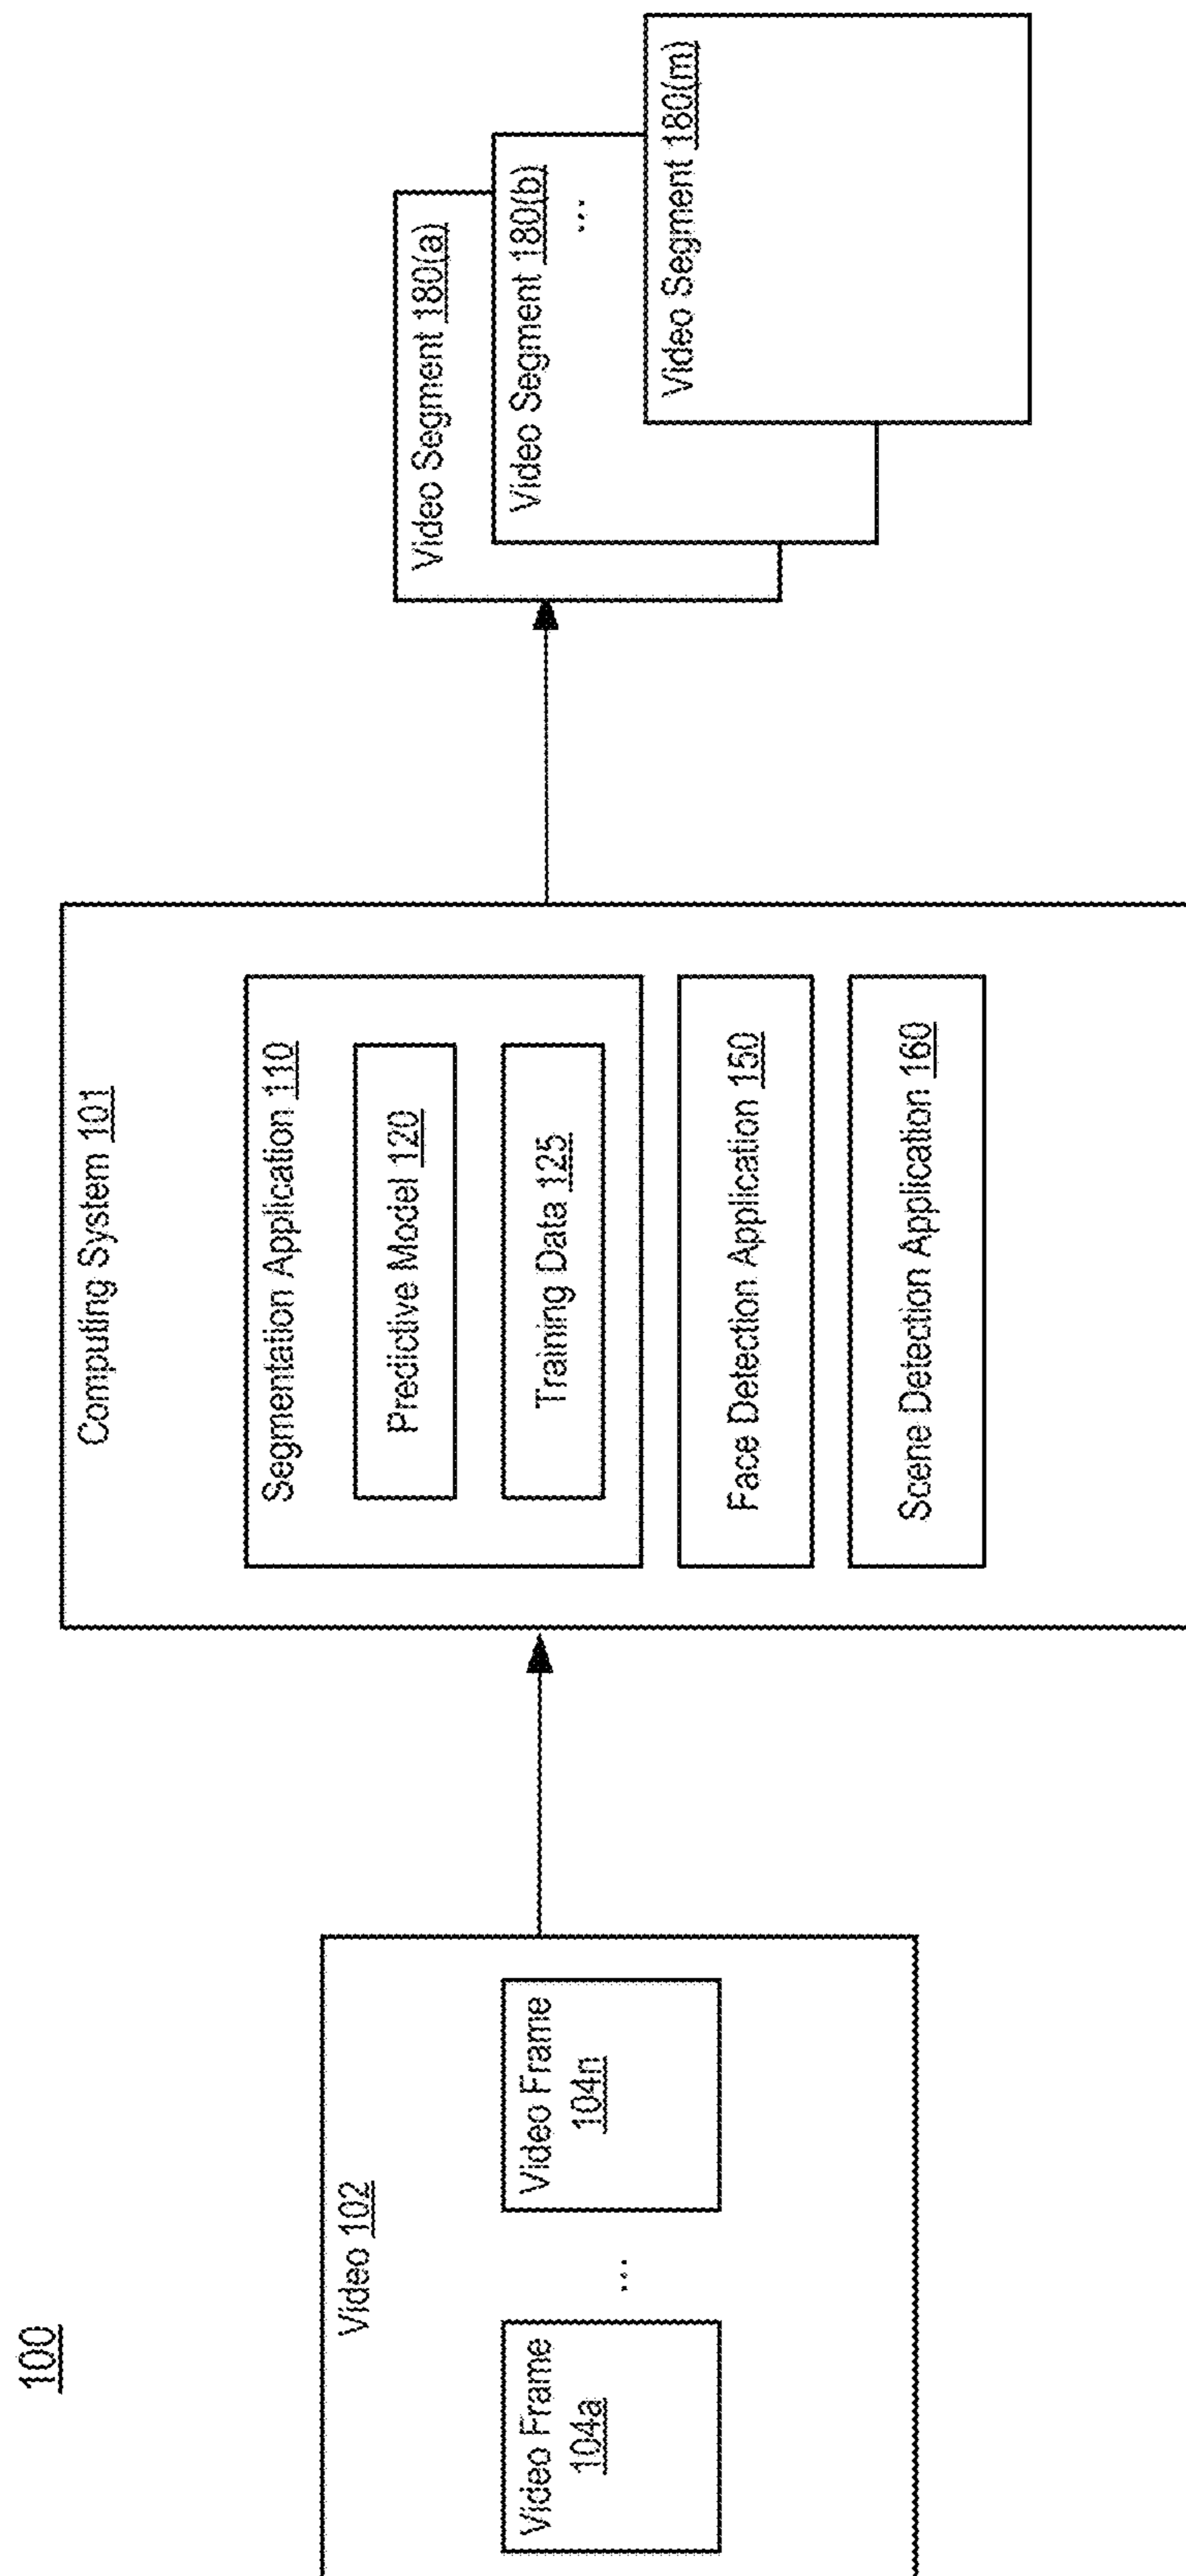 100
Video 102
Video Frame
104a
...
Video Frame
104n
Computing System 101
Segmentation Application 110
Predictive Model 120
Training Data 125
Face Detection Application 150
Scene Detection Application 160
Video Segment 180(a)
Video Segment 180(b)
...
Video Segment 180(m)